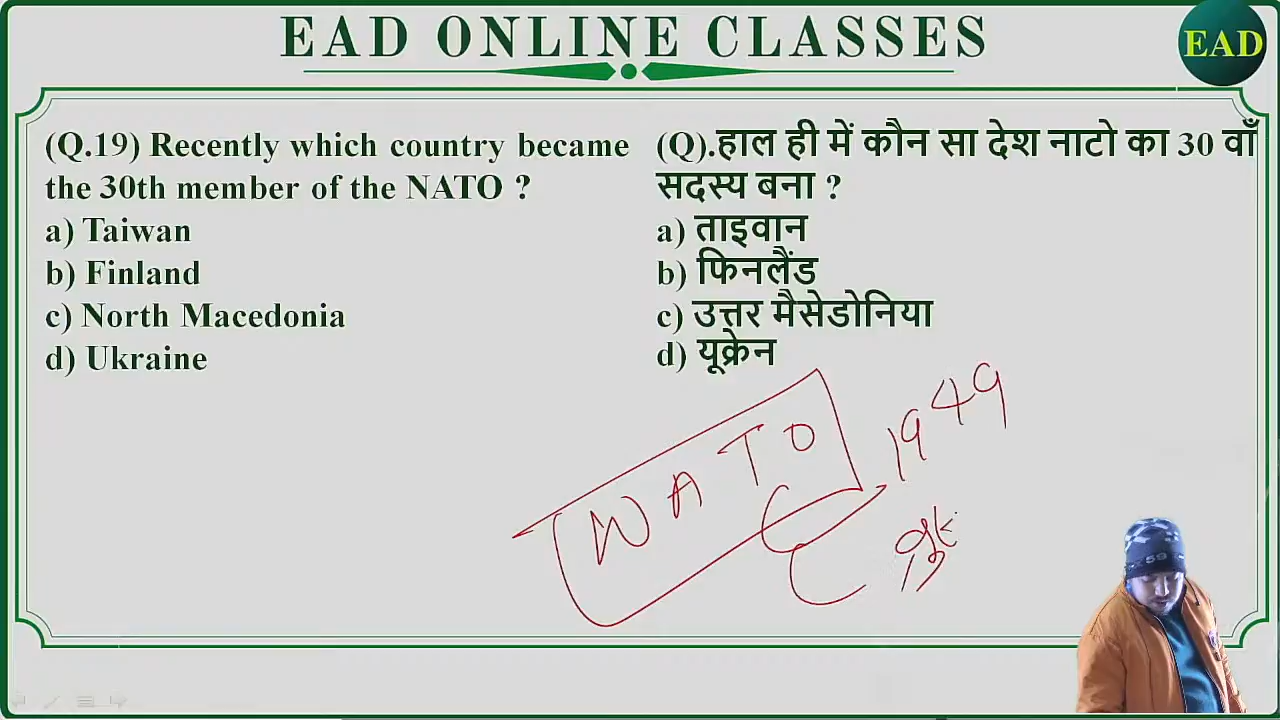 EAD ONLINE CLASSES
EAD
(Q.19) Recently which country became
the 30th member of the NATO ?
a) Taiwan
b) Finland
c) North Macedonia
d) Ukraine
(Q).हाल ही में कौन सा देश नाटो का 30 वाँ
सदस्य बना ?
a) ताइवान
b) फिनलैंड
c) उत्तर मैसेडोनिया
d) यूक्रेन
NATO
1949
59